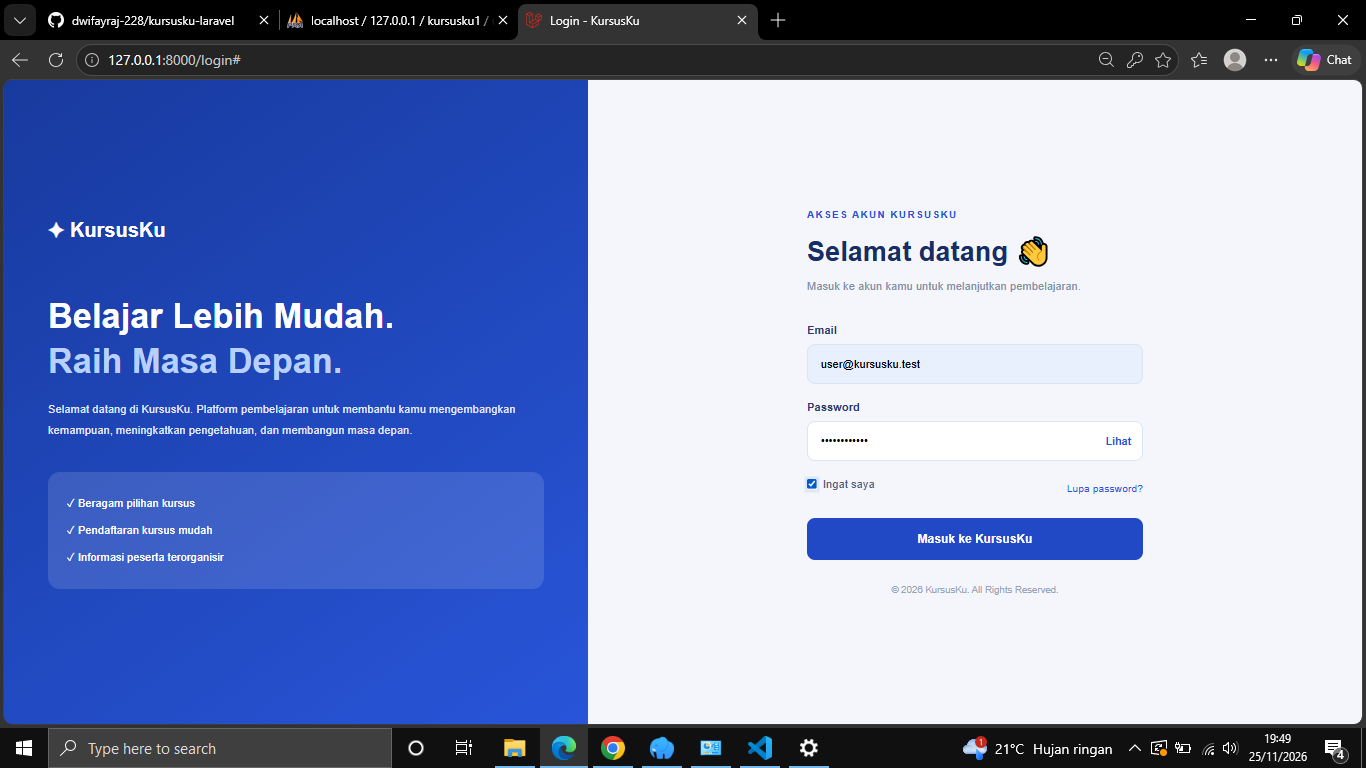 dwifayraj-228/kursusku-laravel
localhost / 127.0.0.1 / kursusku1 /
Login - KursusKu
127.0.0.1:8000/login#
Chat
✦ KursusKu
Belajar Lebih Mudah.
Raih Masa Depan.
Selamat datang di KursusKu. Platform pembelajaran untuk membantu kamu mengembangkan
kemampuan, meningkatkan pengetahuan, dan membangun masa depan.
✓ Beragam pilihan kursus
✓ Pendaftaran kursus mudah
✓ Informasi peserta terorganisir
AKSES AKUN KURSUSKU
Selamat datang 👋
Masuk ke akun kamu untuk melanjutkan pembelajaran.
Email
user@kursusku.test
Password
••••••••••••
Lihat
Ingat saya
Lupa password?
Masuk ke KursusKu
© 2026 KursusKu. All Rights Reserved.
Type here to search
1
21°C Hujan ringan
19:49
25/11/2026
4